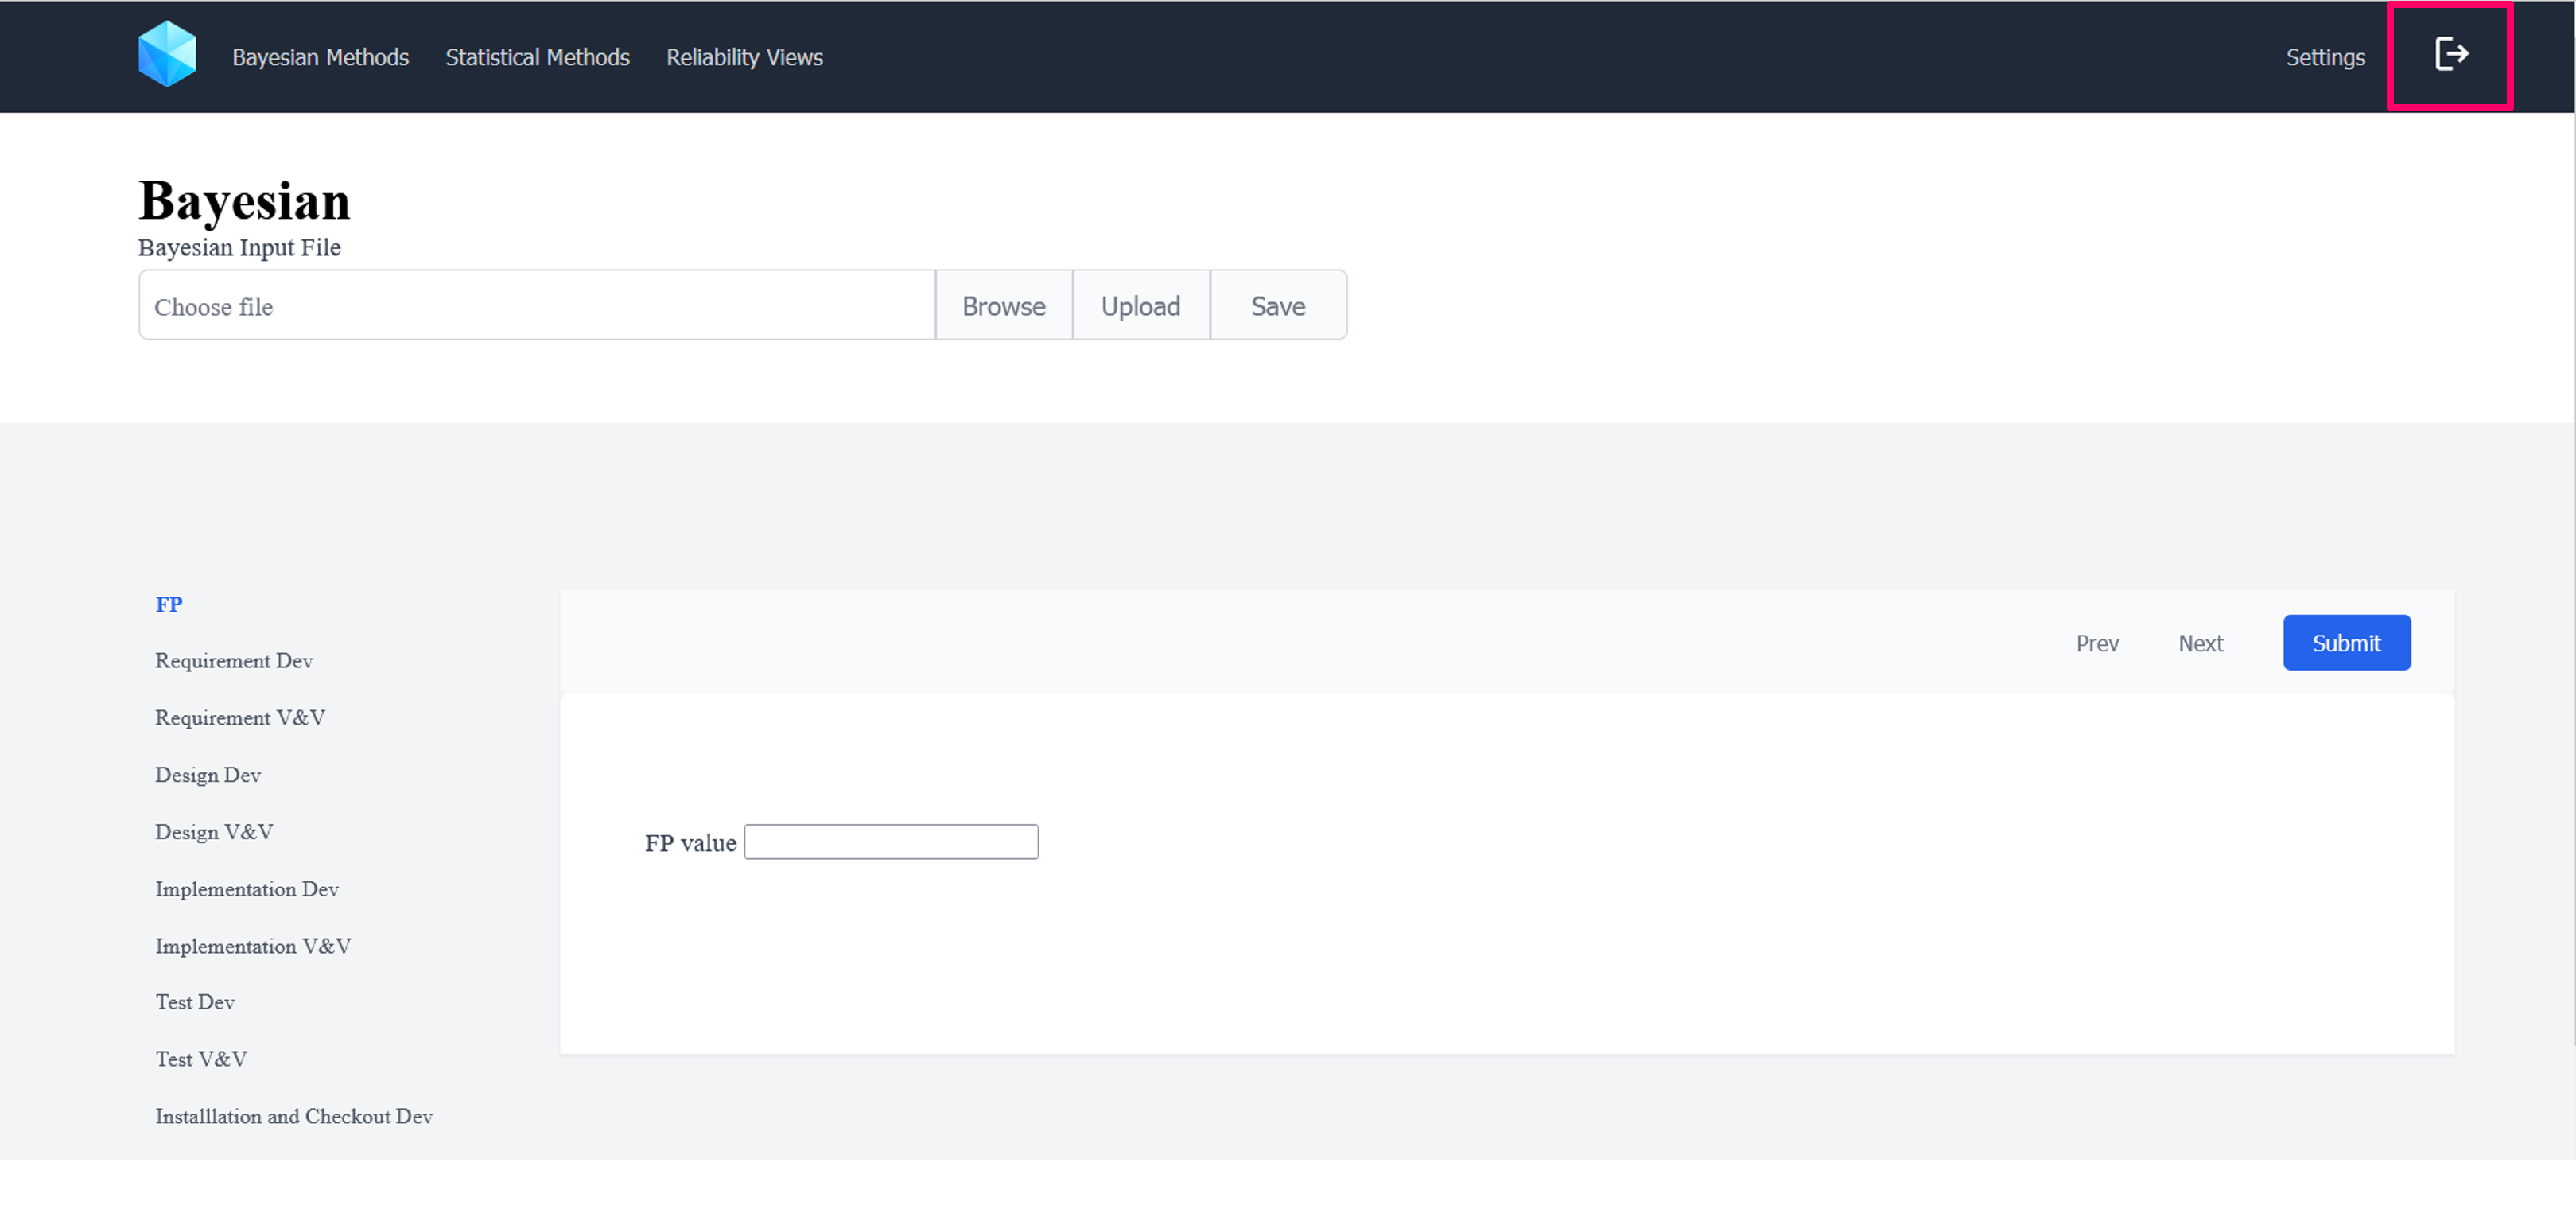 Bayesian Methods Statistical Methods Reliability Views Settings
Bayesian
Bayesian Input File
Choose file Browse Upload Save
FP
Requirement Dev
Requirement V&V
Design Dev
Design V&V
Implementation Dev
Implementation V&V
Test Dev
Test V&V
Installlation and Checkout Dev
Prev Next Submit
FP value